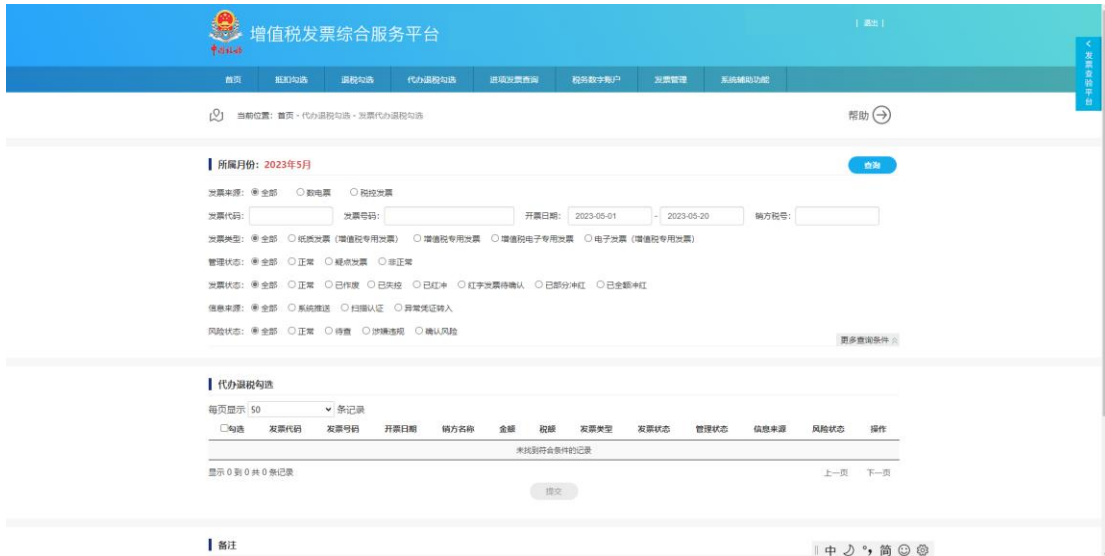 增值税发票综合服务平台
| 退出 |
首页 抵扣勾选 退税勾选 代办退税勾选 进项发票查询 税务数字账户 发票管理 系统辅助功能
< 发票查验平台
当前位置：首页 - 代办退税勾选 - 发票代办退税勾选 帮助
所属月份：2023年5月 查询
发票来源： 全部 数电票 税控发票
发票代码： 发票号码： 开票日期： 2023-05-01 - 2023-05-20 销方税号：
发票类型： 全部 纸质发票（增值税专用发票） 增值税专用发票 增值税电子专用发票 电子发票（增值税专用发票）
管理状态： 全部 正常 疑点发票 非正常
发票状态： 全部 正常 已作废 已失控 已红冲 红字发票待确认 已部分冲红 已全额冲红
信息来源： 全部 系统推送 扫描认证 异常凭证转入
风险状态： 全部 正常 待查 涉嫌违规 确认风险
更多查询条件
代办退税勾选
每页显示 50 条记录
勾选 发票代码 发票号码 开票日期 销方名称 金额 税额 发票类型 发票状态 管理状态 信息来源 风险状态 操作
未找到符合条件的记录
显示 0 到 0 共 0 条记录 上一页 下一页
提交
备注
中 简